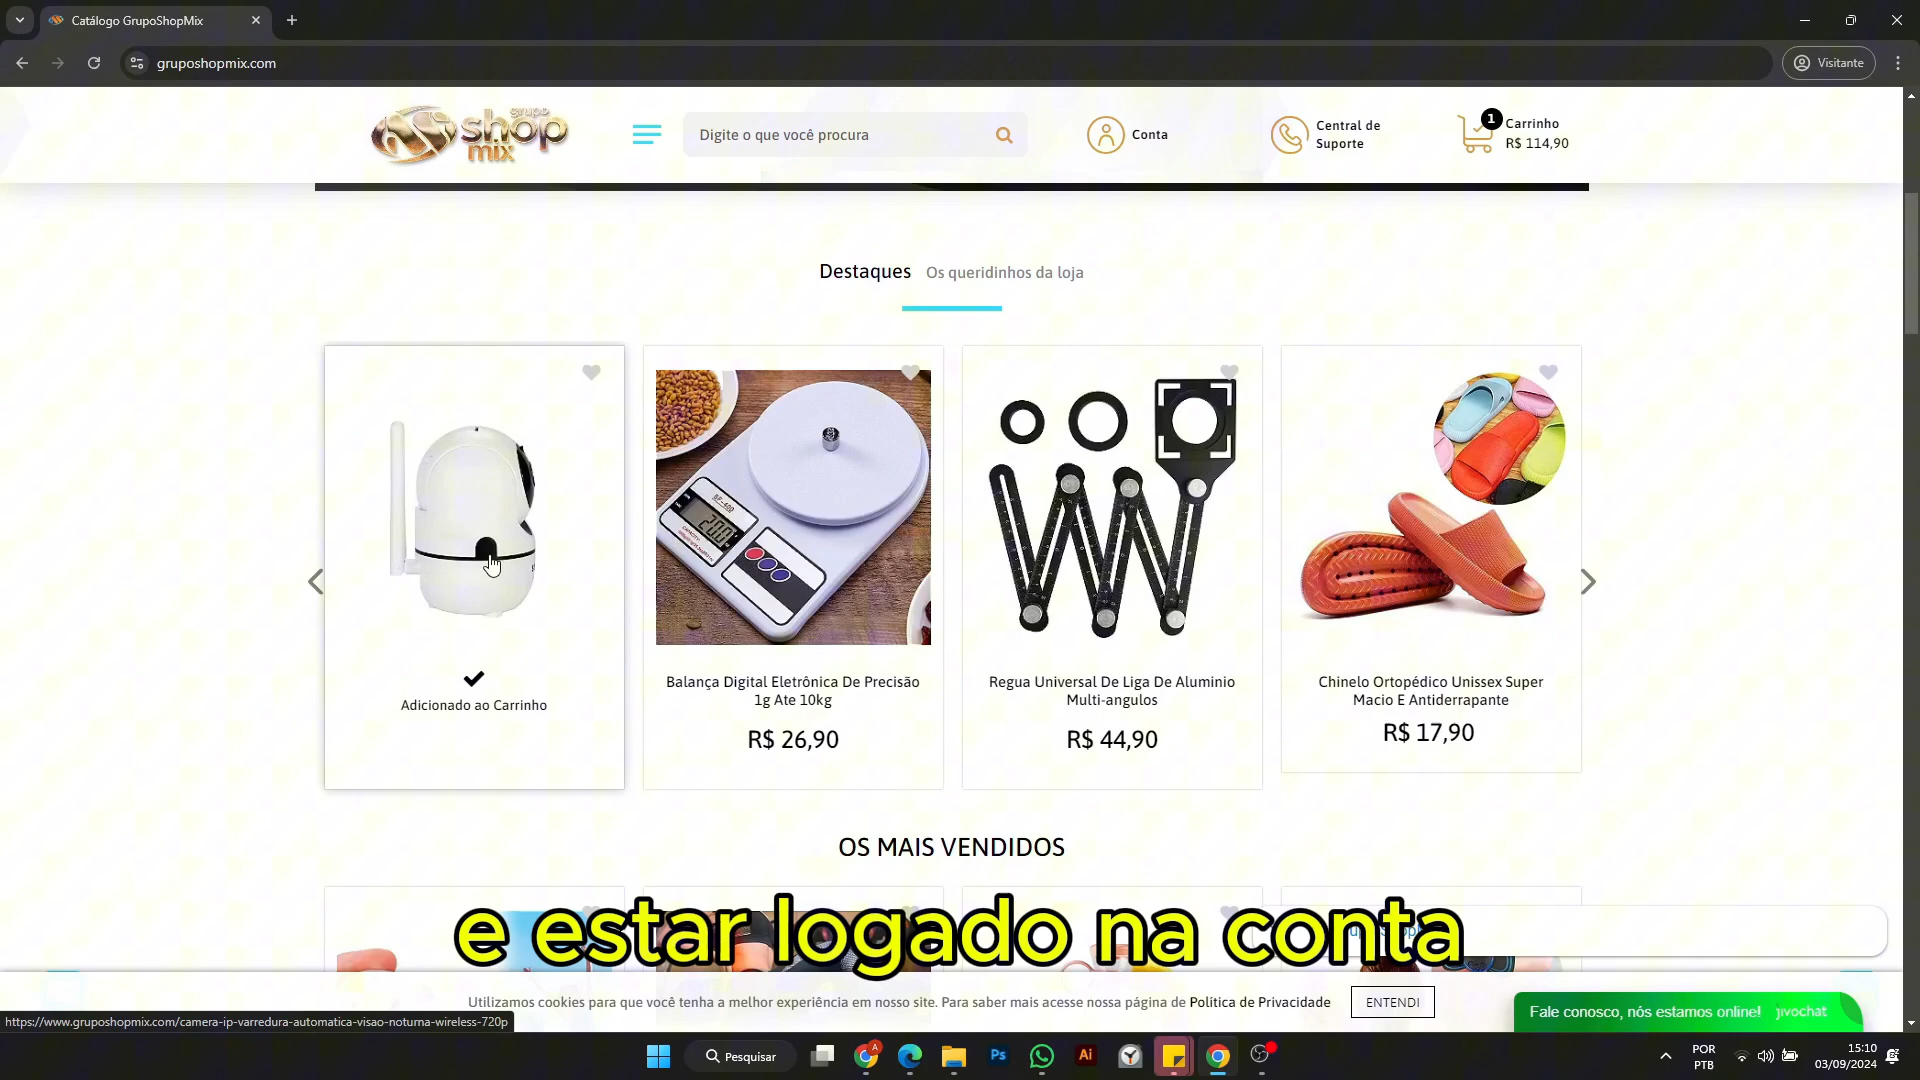 Catálogo GrupoShopMix
gruposhopmix.com
Visitante
grupo
shop
mix
Digite o que você procura
Conta
Central de
Suporte
1
Carrinho
R$ 114,90
Destaques Os queridinhos da loja
Adicionado ao Carrinho
Balança Digital Eletrônica De Precisão
1g Ate 10kg
R$ 26,90
Regua Universal De Liga De Aluminio
Multi-angulos
R$ 44,90
Chinelo Ortopédico Unissex Super
Macio E Antiderrapante
R$ 17,90
OS MAIS VENDIDOS
e estar logado na conta
Utilizamos cookies para que você tenha a melhor experiência em nosso site. Para saber mais acesse nossa página de Política de Privacidade
ENTENDI
Fale conosco, nós estamos online! jivochat
https://www.gruposhopmix.com/camera-ip-varredura-automatica-visao-noturna-wireless-720p
Pesquisar
A
Ps
Ai
POR
PTB
15:10
03/09/2024